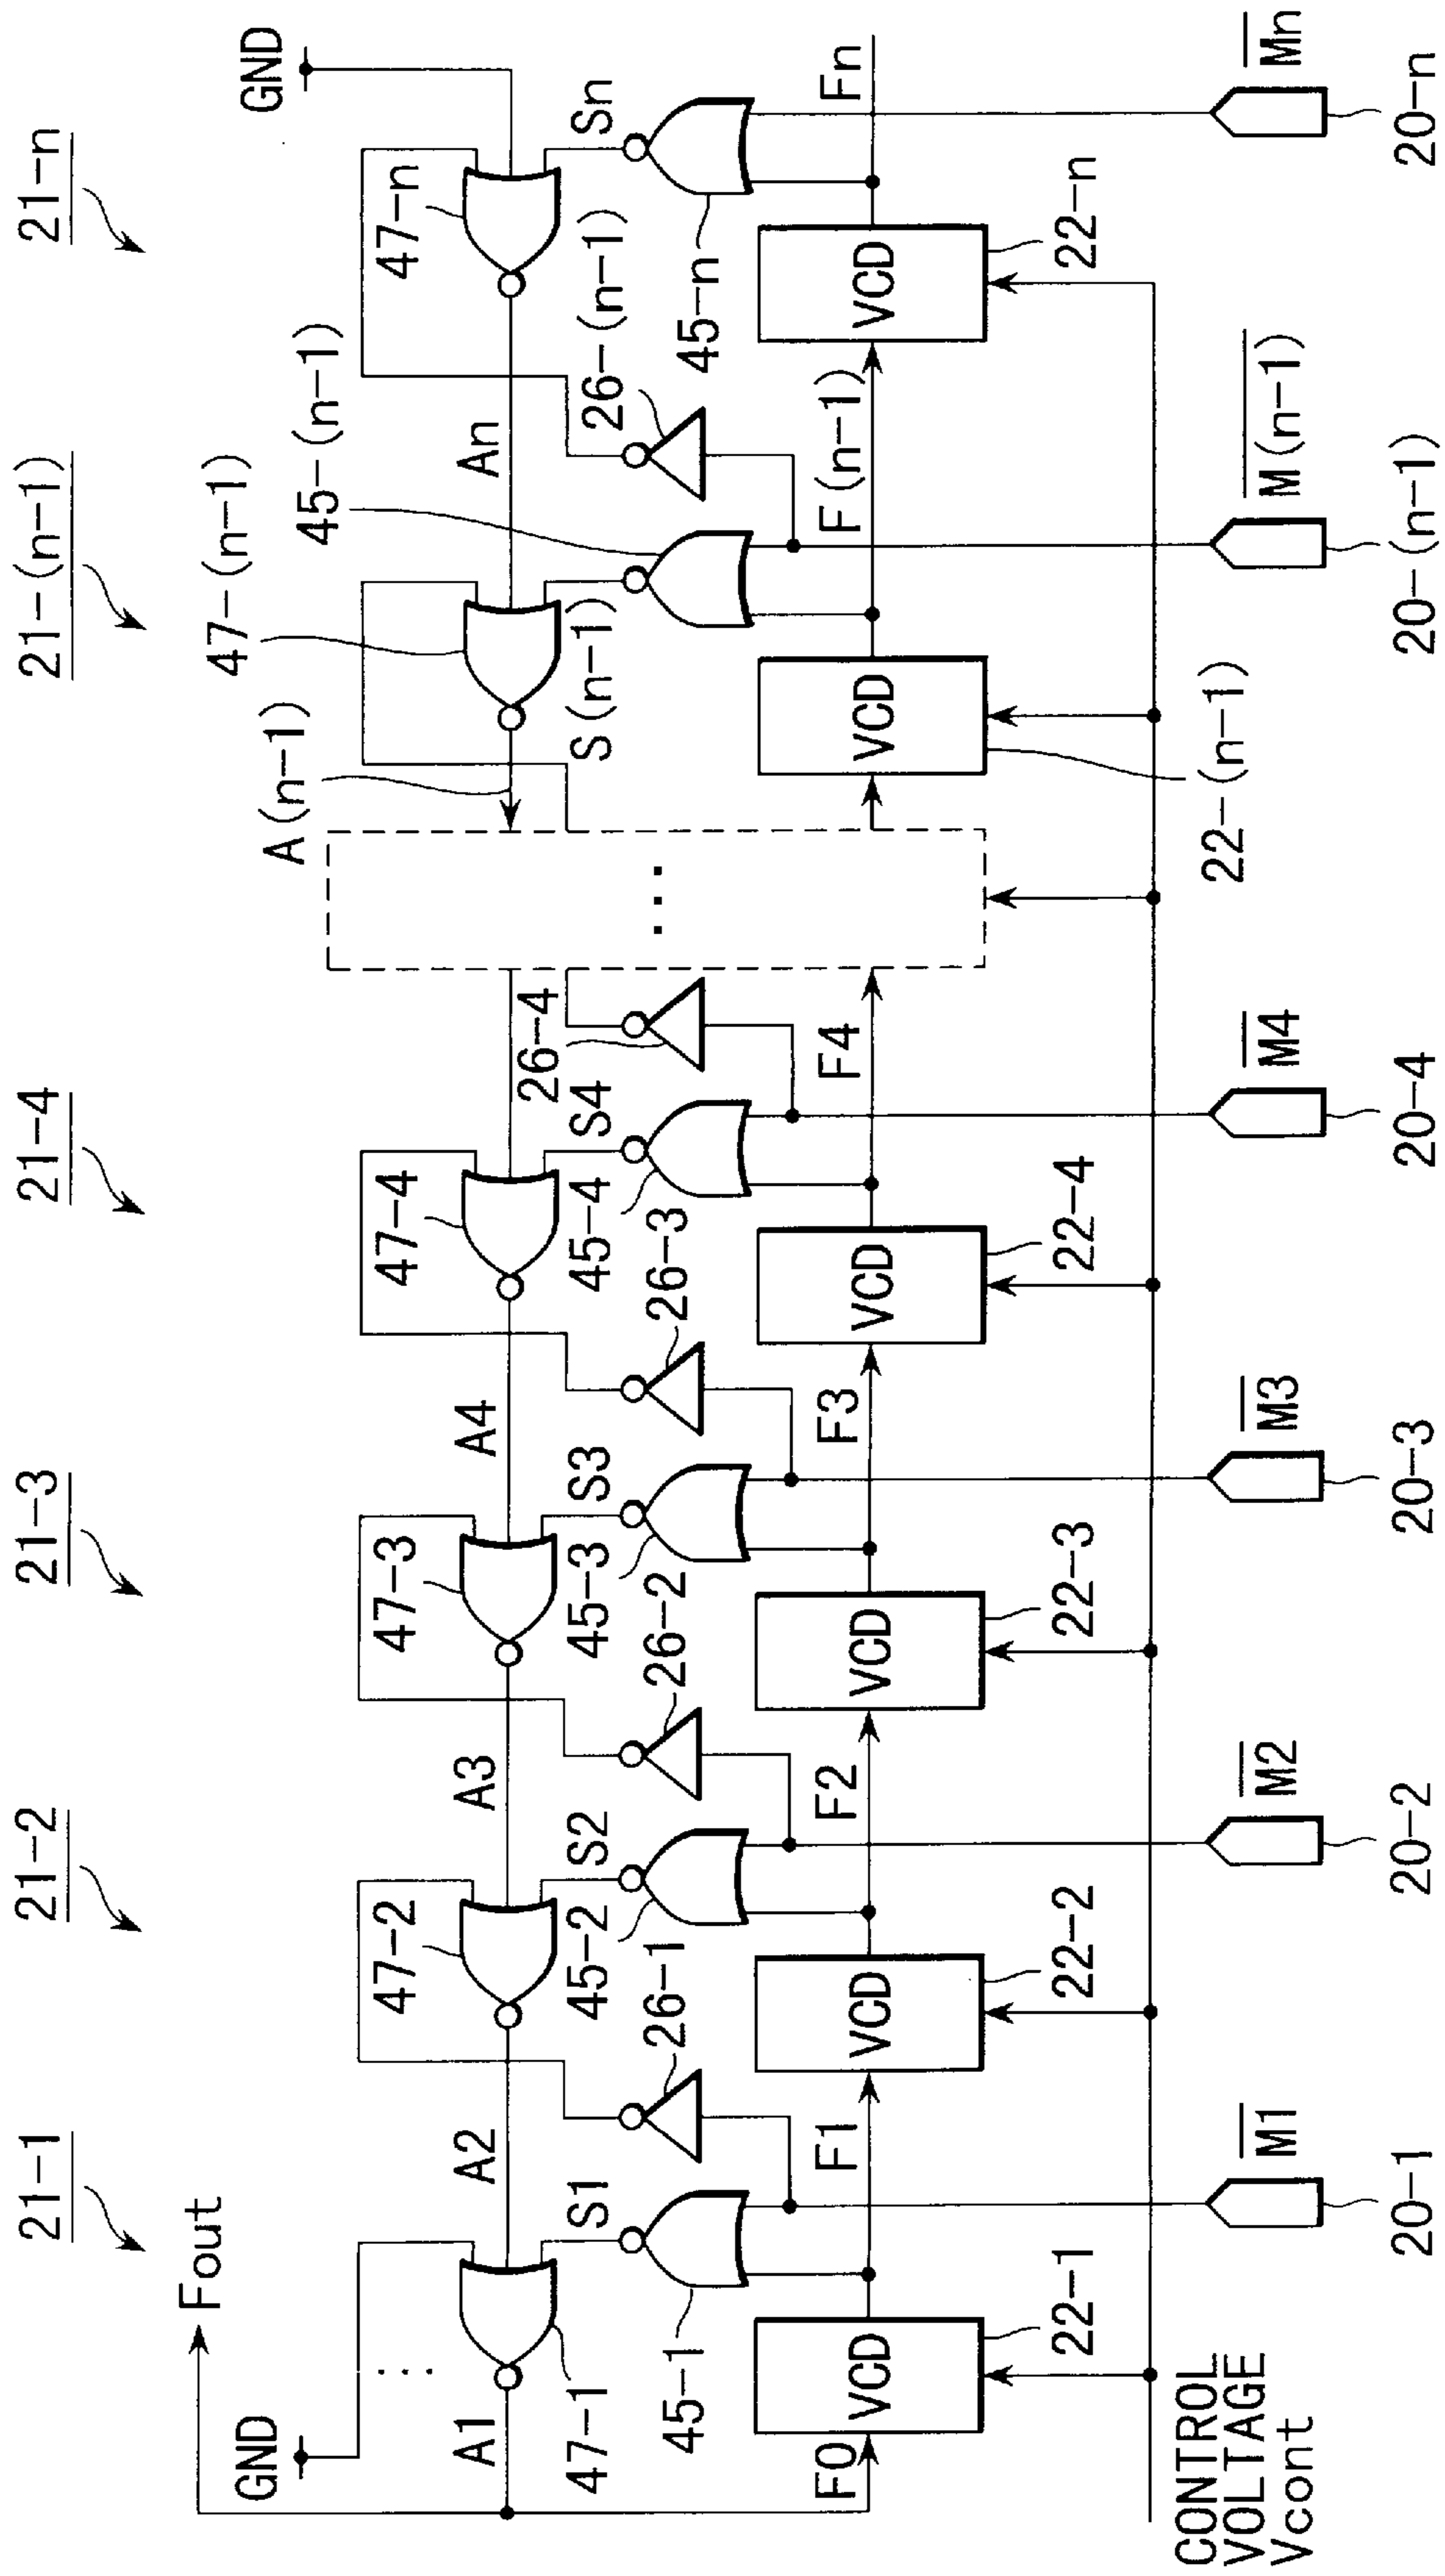 21-1
21-2
21-3
21-4
21-(n-1)
21-n
Fout
GND
GND
A1
A2
A3
A4
A(n-1)
An
47-1
47-2
47-3
47-4
47-(n-1)
47-n
S1
S2
S3
S4
S(n-1)
Sn
45-1
45-2
45-3
45-4
45-(n-1)
45-n
26-1
26-2
26-3
26-4
26-(n-1)
F0
F1
F2
F3
F4
F(n-1)
Fn
VCD
VCD
VCD
VCD
VCD
VCD
22-1
22-2
22-3
22-4
22-(n-1)
22-n
CONTROL
VOLTAGE
Vcont
M̅1̅
M̅2̅
M̅3̅
M̅4̅
M̅(̅n̅-̅1̅)̅
M̅n̅
20-1
20-2
20-3
20-4
20-(n-1)
20-n